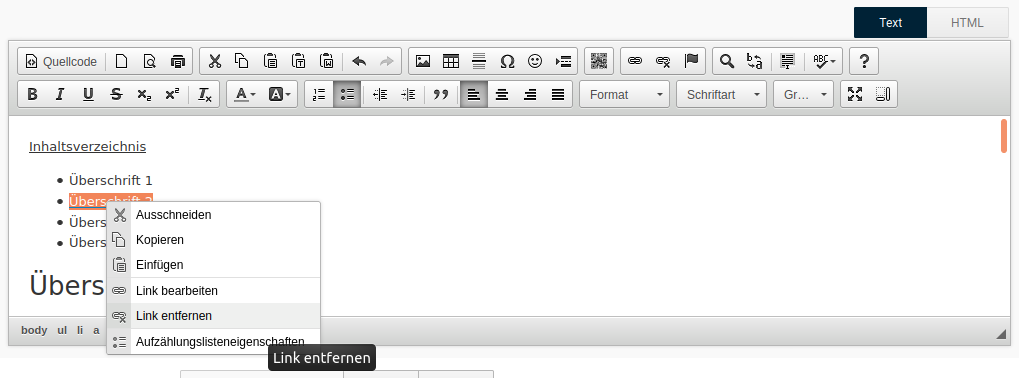 Text HTML
Quellcode
Format Schriftart Gr…
Inhaltsverzeichnis
Überschrift 1
Überschrift 2
Übers
Übers
Übers
Ausschneiden
Kopieren
Einfügen
Link bearbeiten
Link entfernen
Aufzählungslisteneigenschaften
Link entfernen
body ul li a